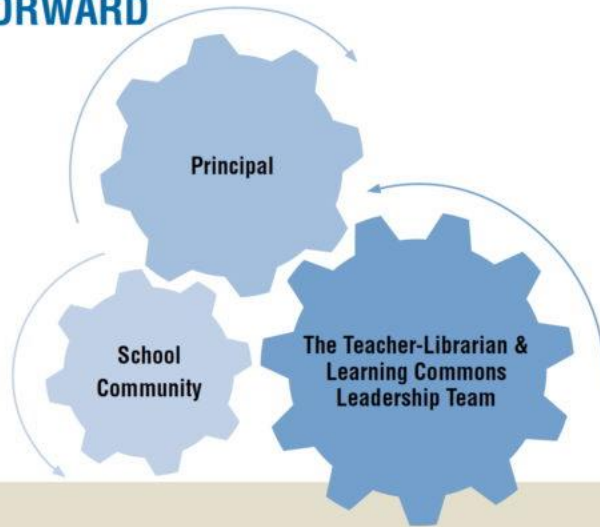 ORWARD
Principal
School
Community
The Teacher-Librarian &
Learning Commons
Leadership Team